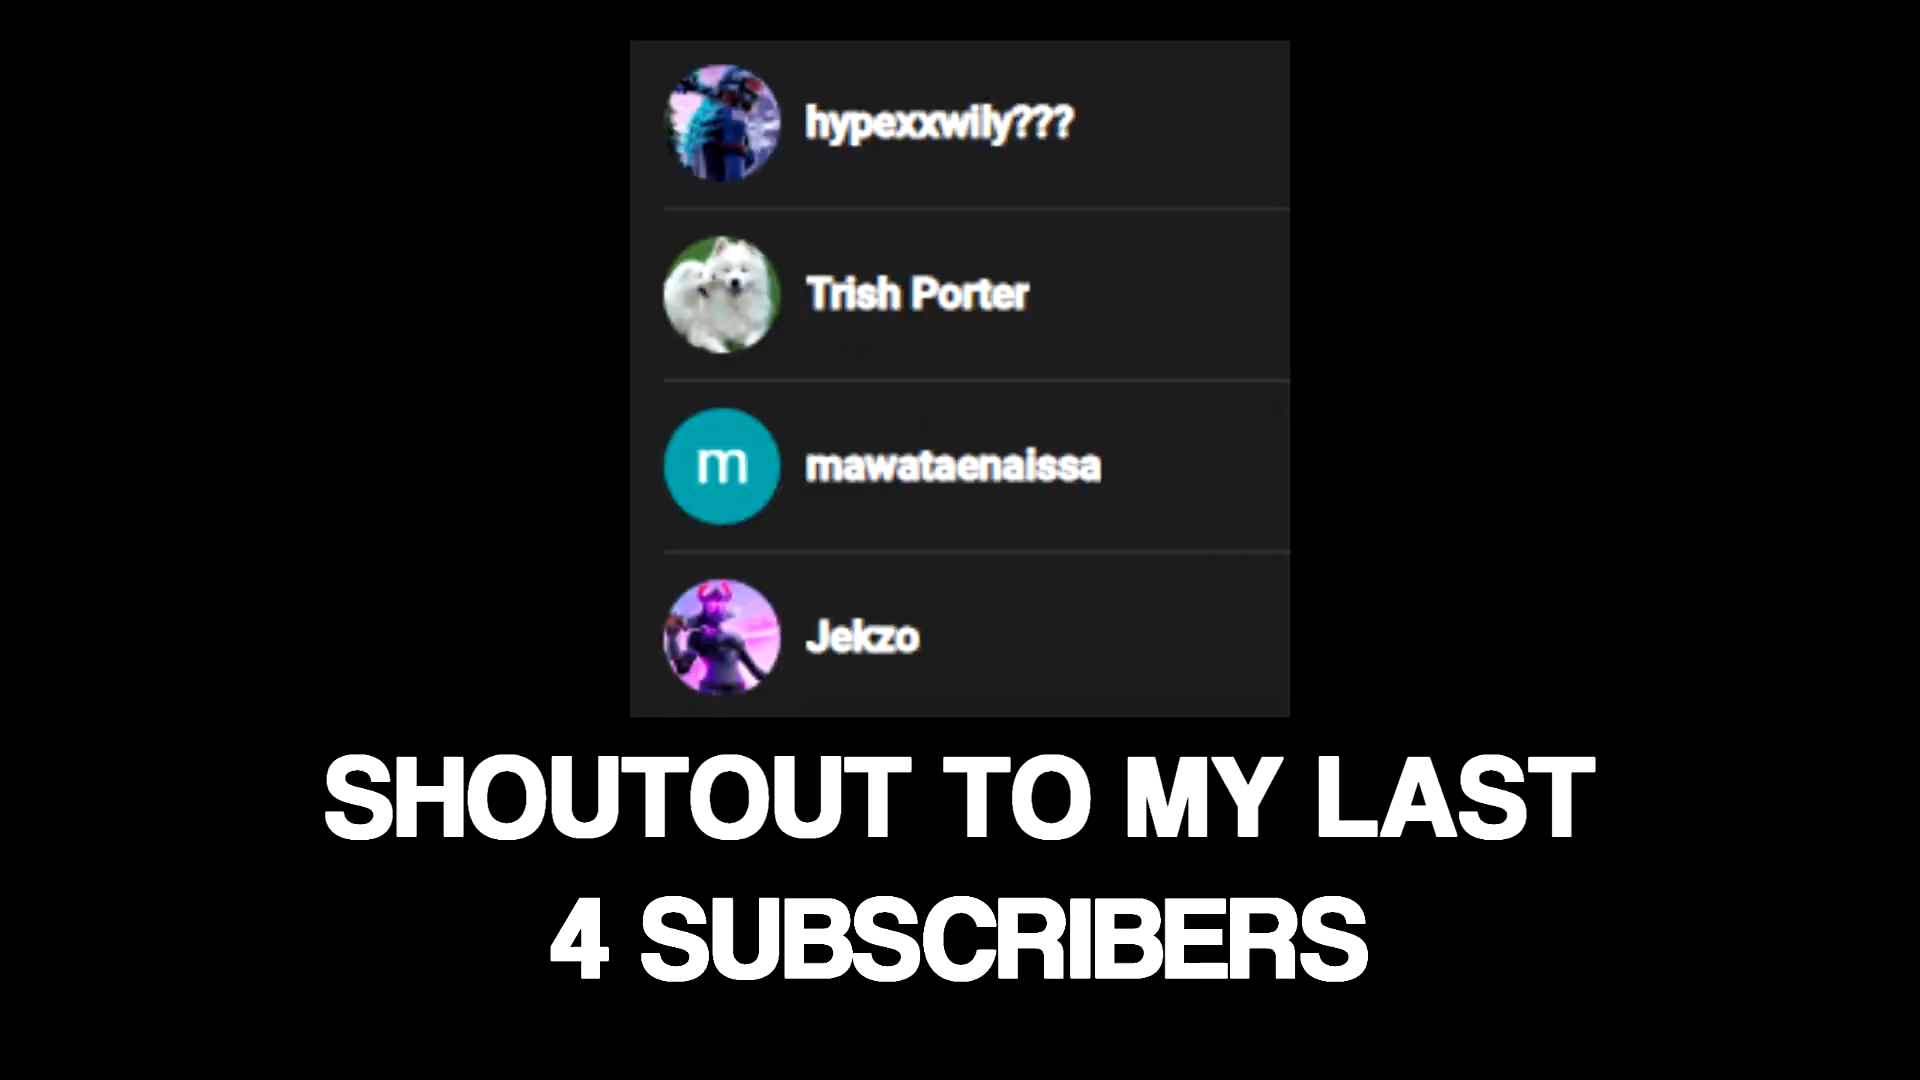 hypexxwily???
Trish Porter
m
mawataenaissa
Jekzo
SHOUTOUT TO MY LAST
4 SUBSCRIBERS